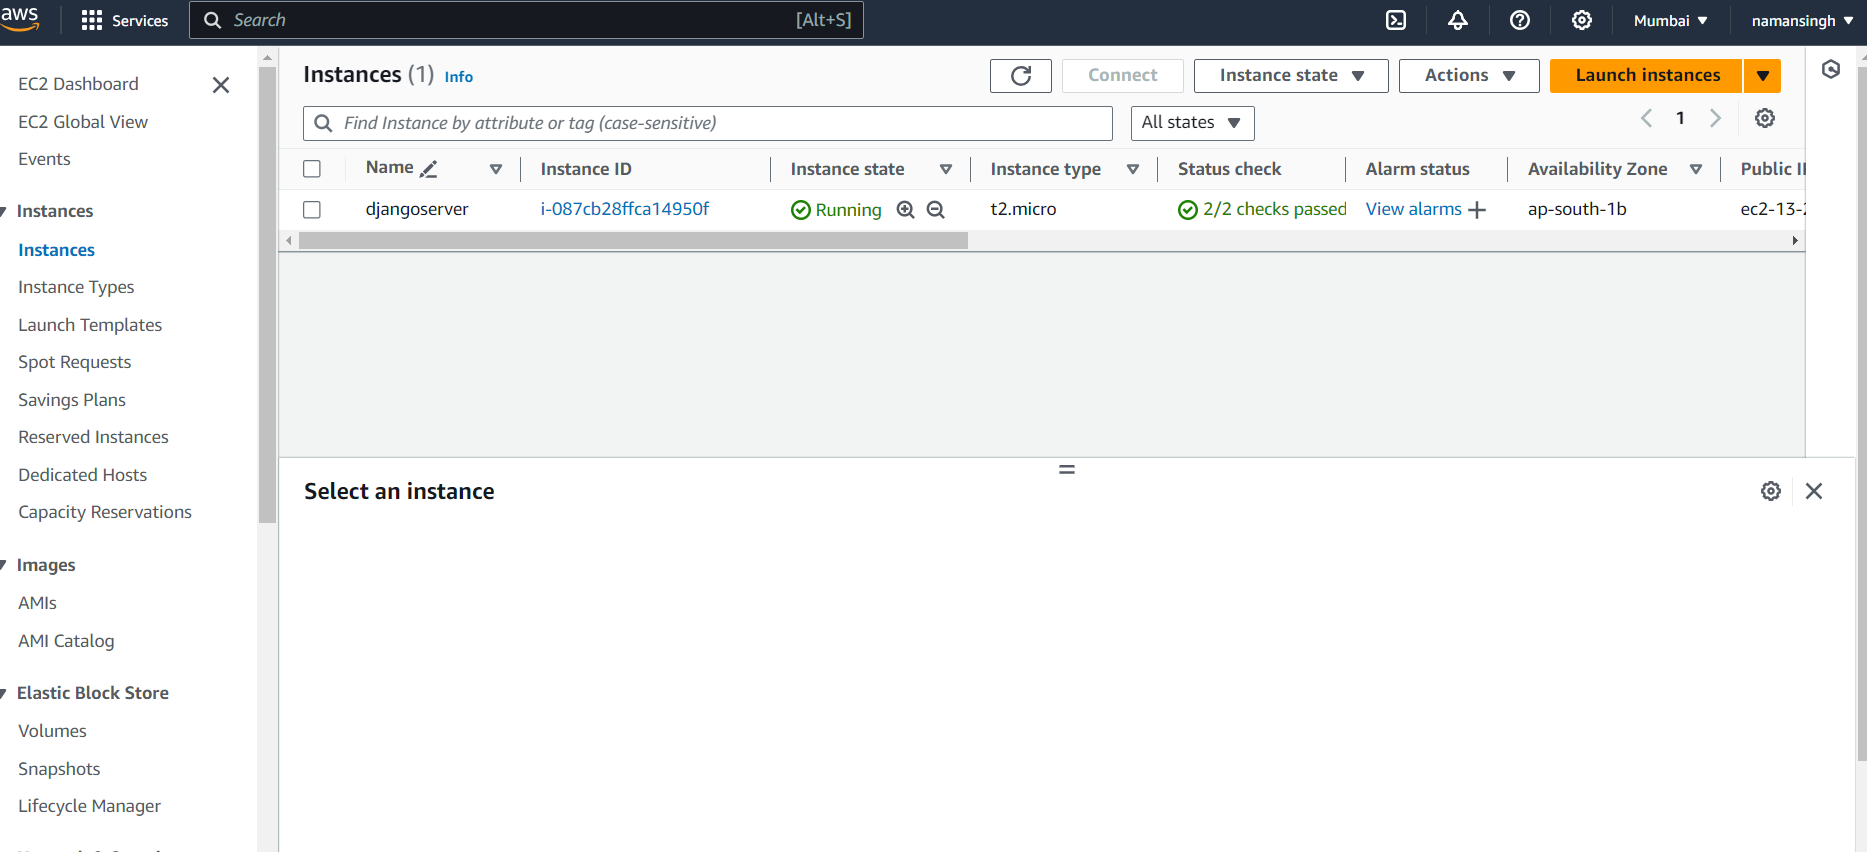 aws
Services
Search
[Alt+S]
Mumbai
namansingh
EC2 Dashboard
EC2 Global View
Events
Instances
Instances
Instance Types
Launch Templates
Spot Requests
Savings Plans
Reserved Instances
Dedicated Hosts
Capacity Reservations
Images
AMIs
AMI Catalog
Elastic Block Store
Volumes
Snapshots
Lifecycle Manager
Instances (1) Info
Connect
Instance state
Actions
Launch instances
Find Instance by attribute or tag (case-sensitive)
All states
1
Name Instance ID Instance state Instance type Status check Alarm status Availability Zone Public
djangoserver i-087cb28ffca14950f Running t2.micro 2/2 checks passed View alarms + ap-south-1b ec2-13-
Select an instance